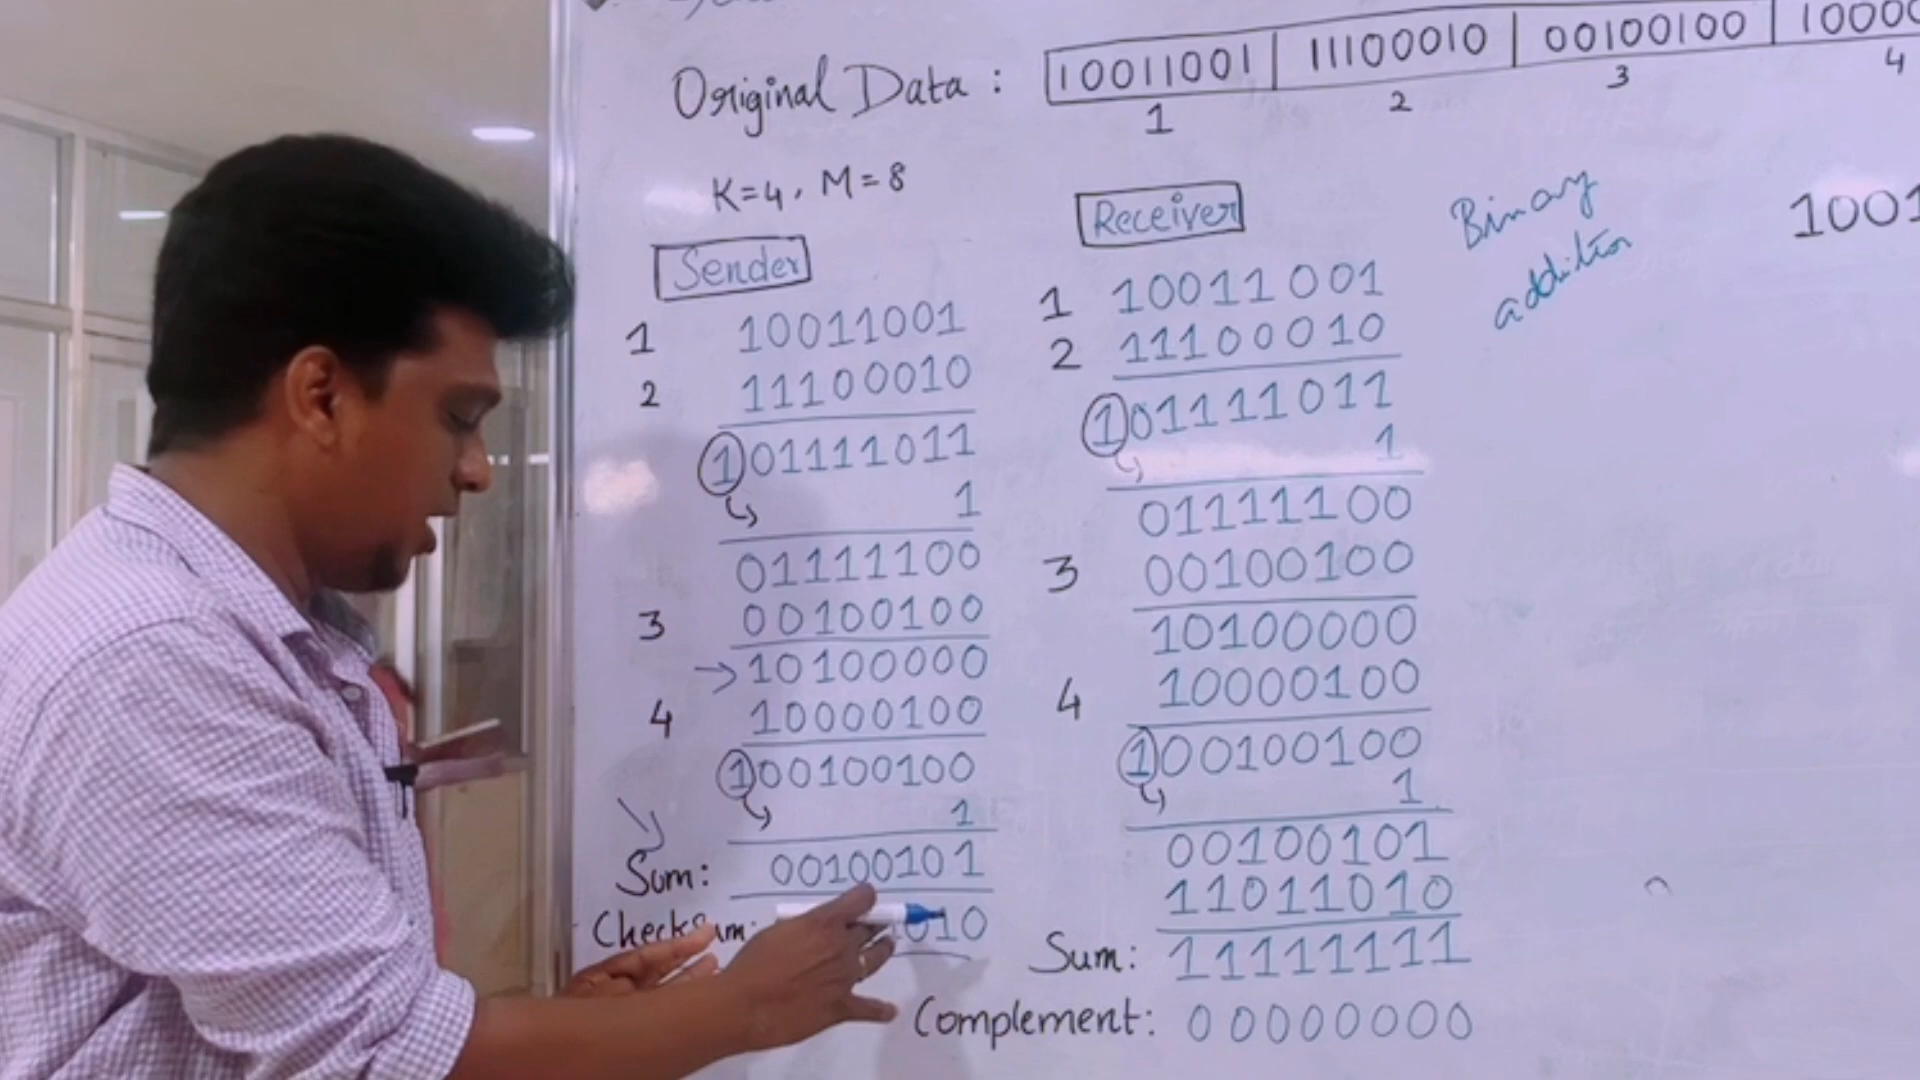 Original Data : 10011001 | 11100010 | 00100100 | 1000
1 2 3 4
K=4, M=8
Sender
1 10011001
2 11100010
101111011
1
01111100
3 00100100
→ 10100000
4 10000100
100100100
1
Sum: 00100101
Checksum: 1010
Receiver
1 10011001
2 11100010
101111011
1
01111100
3 00100100
10100000
4 10000100
100100100
1
00100101
11011010
Sum: 11111111
Complement: 00000000
Binary
addition
1001